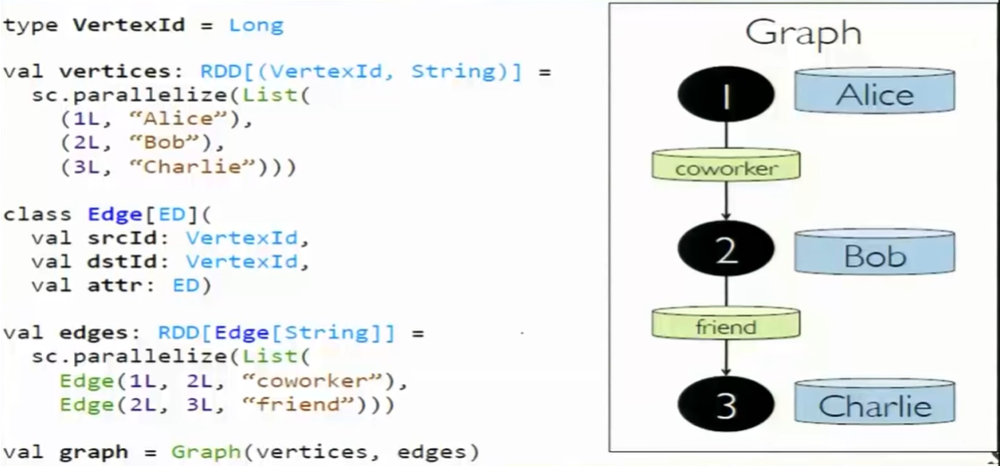 type VertexId = Long
val vertices: RDD[(VertexId, String)] =
sc.parallelize(List(
(1L, “Alice”),
(2L, “Bob”),
(3L, “Charlie”)))
class Edge[ED](
val srcId: VertexId,
val dstId: VertexId,
val attr: ED)
val edges: RDD[Edge[String]] =
sc.parallelize(List(
Edge(1L, 2L, “coworker”),
Edge(2L, 3L, “friend”)))
val graph = Graph(vertices, edges)
Graph
1 Alice
coworker
2 Bob
friend
3 Charlie